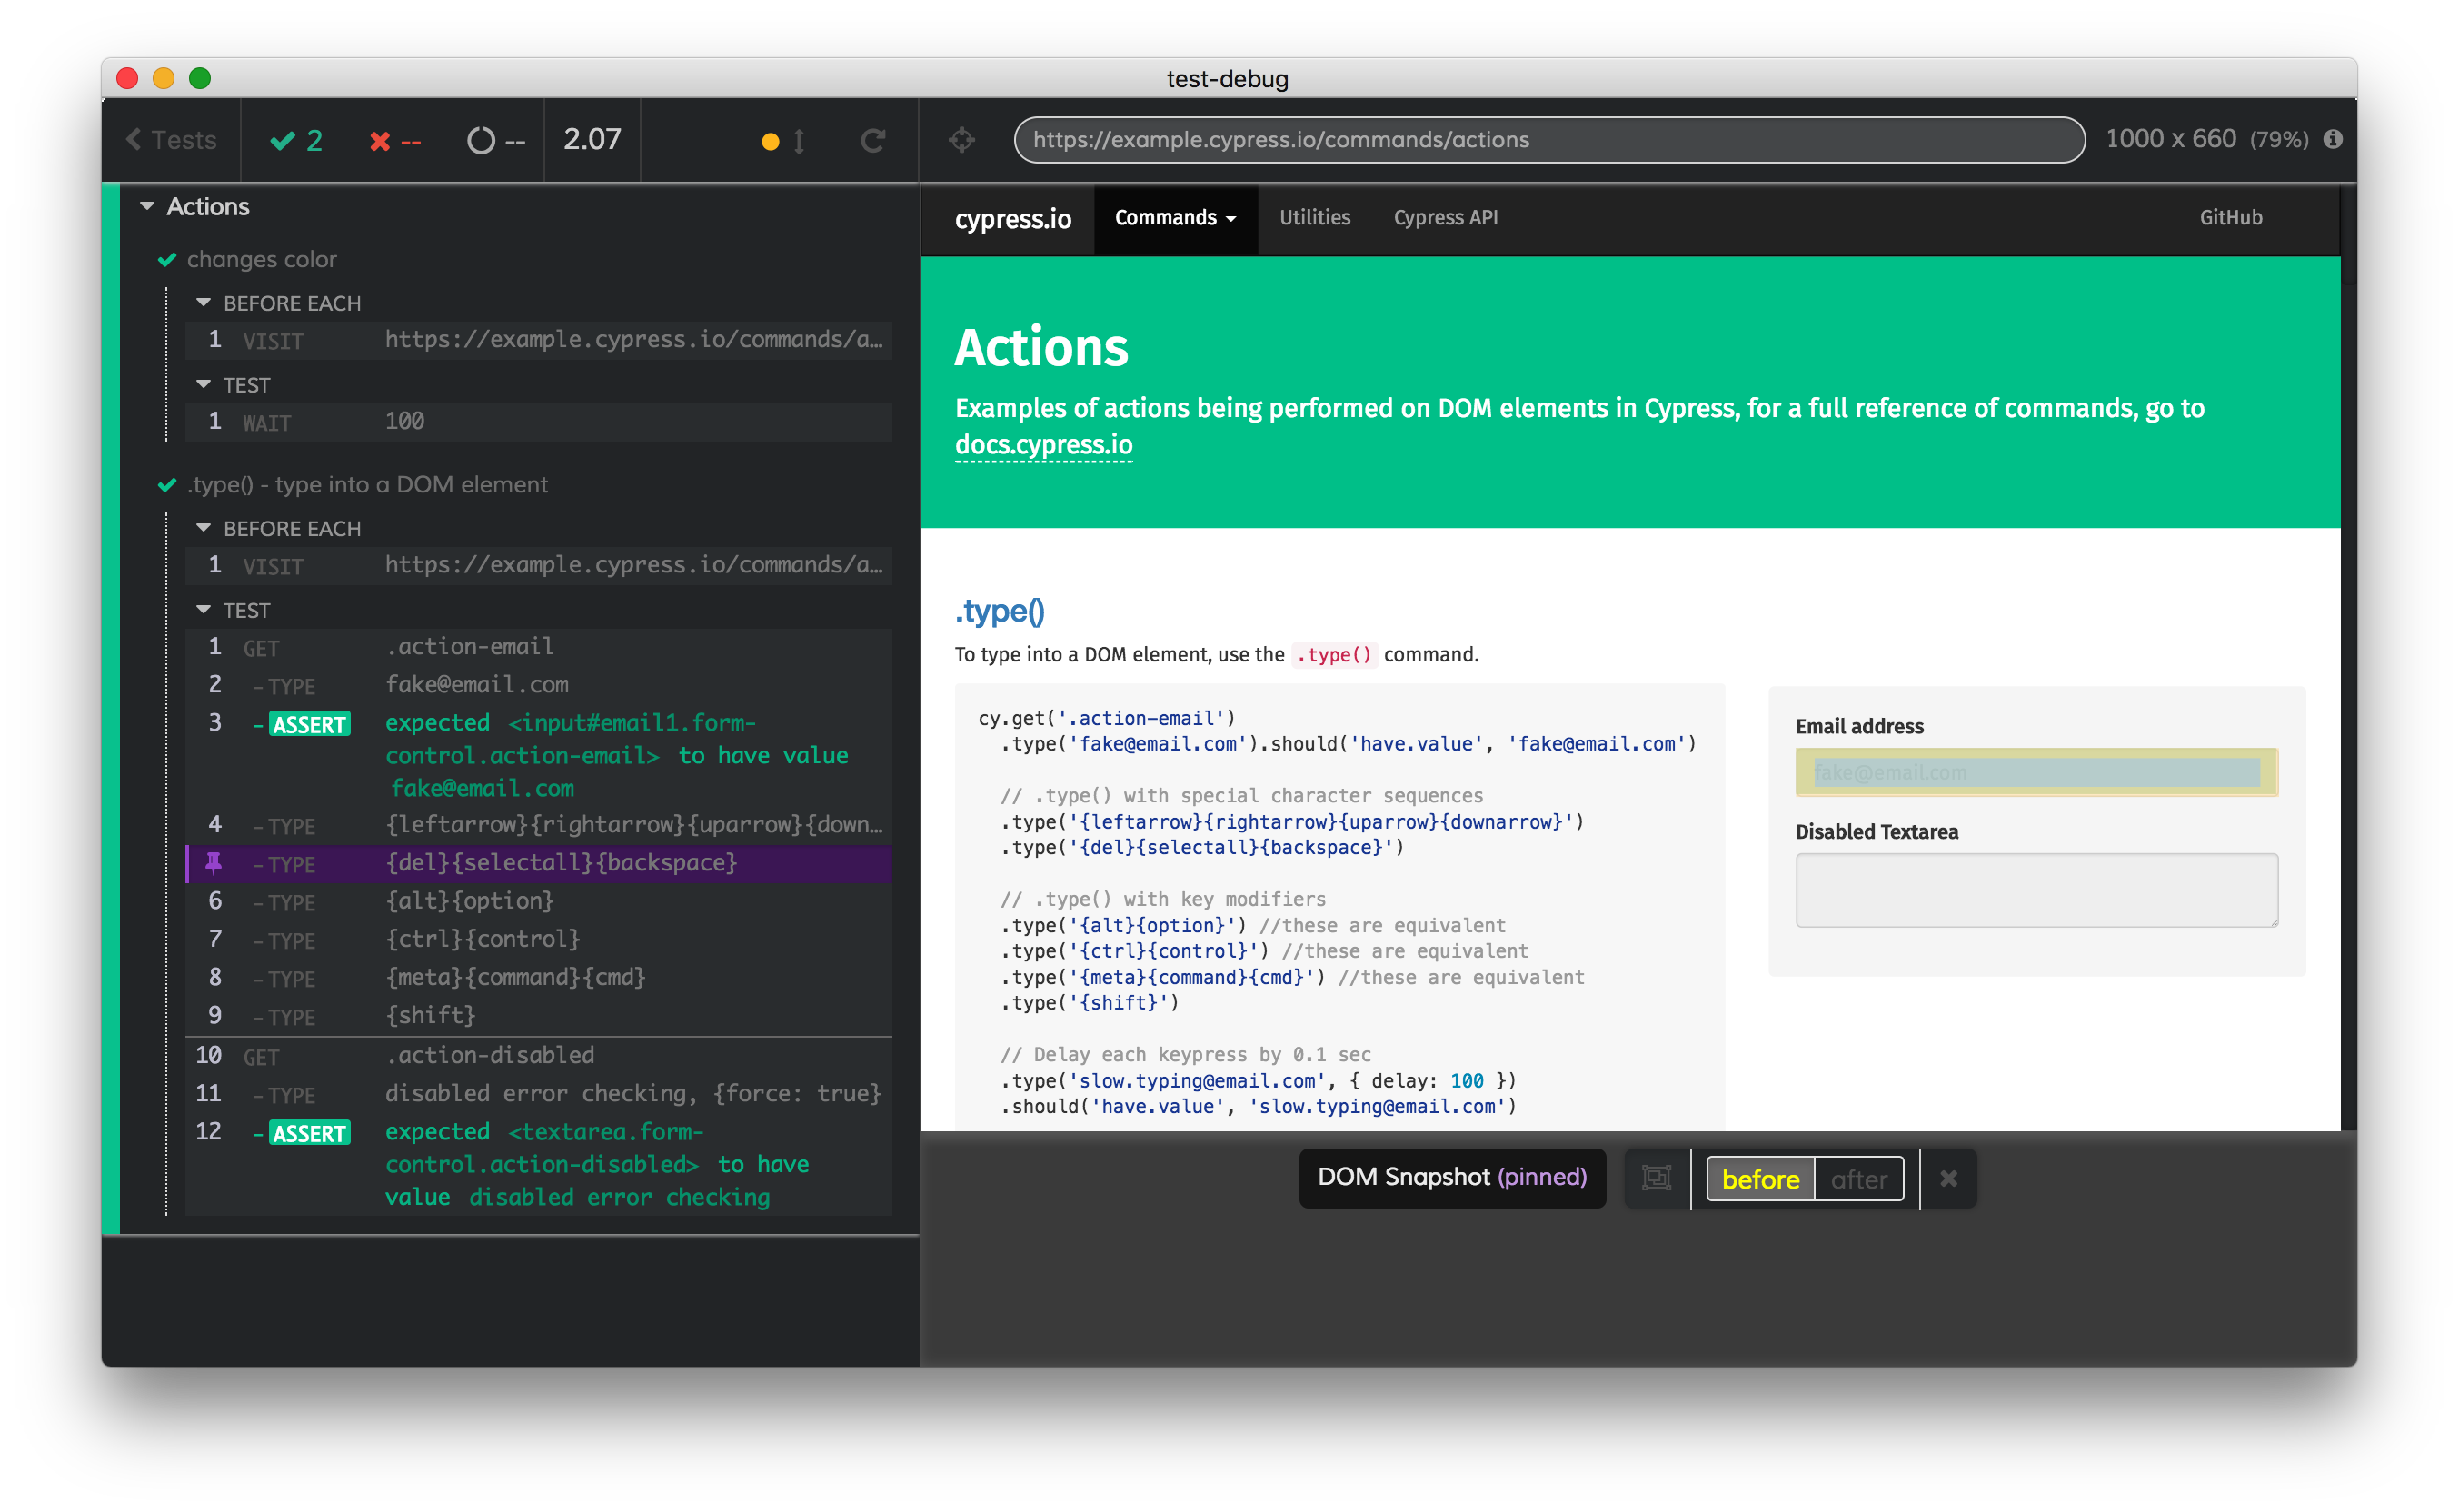 test-debug
Tests
2
--
--
2.07
https://example.cypress.io/commands/actions
1000 x 660 (79%)
Actions
changes color
BEFORE EACH
1 VISIT https://example.cypress.io/commands/a...
TEST
1 WAIT 100
.type() - type into a DOM element
BEFORE EACH
1 VISIT https://example.cypress.io/commands/a...
TEST
1 GET .action-email
2 -TYPE fake@email.com
3 -ASSERT expected <input#email1.form-
control.action-email> to have value
fake@email.com
4 -TYPE {leftarrow}{rightarrow}{uparrow}{down...
-TYPE {del}{selectall}{backspace}
6 -TYPE {alt}{option}
7 -TYPE {ctrl}{control}
8 -TYPE {meta}{command}{cmd}
9 -TYPE {shift}
10 GET .action-disabled
11 -TYPE disabled error checking, {force: true}
12 -ASSERT expected <textarea.form-
control.action-disabled> to have
value disabled error checking
cypress.io Commands Utilities Cypress API GitHub
Actions
Examples of actions being performed on DOM elements in Cypress, for a full reference of commands, go to
docs.cypress.io
.type()
To type into a DOM element, use the .type() command.
cy.get('.action-email')
.type('fake@email.com').should('have.value', 'fake@email.com')
// .type() with special character sequences
.type('{leftarrow}{rightarrow}{uparrow}{downarrow}')
.type('{del}{selectall}{backspace}')
// .type() with key modifiers
.type('{alt}{option}') //these are equivalent
.type('{ctrl}{control}') //these are equivalent
.type('{meta}{command}{cmd}') //these are equivalent
.type('{shift}')
// Delay each keypress by 0.1 sec
.type('slow.typing@email.com', { delay: 100 })
.should('have.value', 'slow.typing@email.com')
Email address
fake@email.com
Disabled Textarea
DOM Snapshot (pinned)
before after